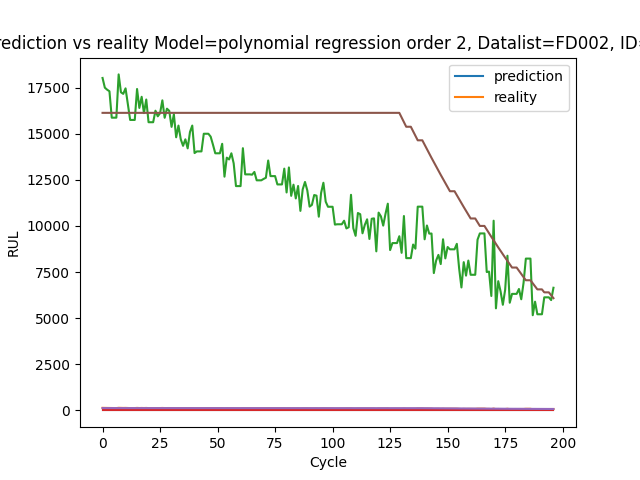 rediction vs reality Model=polynomial regression order 2, Datalist=FD002, ID=
prediction
reality
17500
15000
12500
10000
7500
5000
2500
0
RUL
0 25 50 75 100 125 150 175 200
Cycle